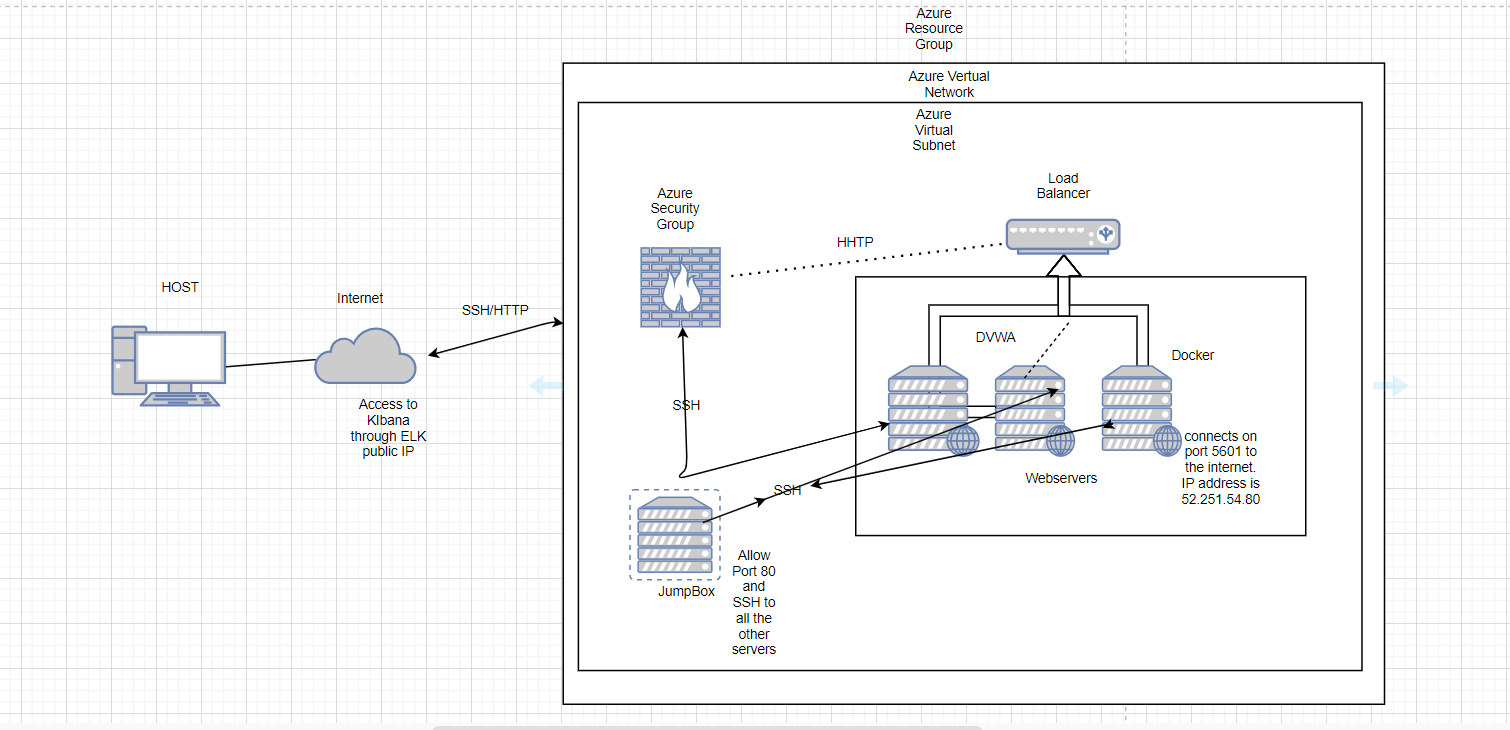 Azure
Resource
Group
Azure Vertual
Network
Azure
Virtual
Subnet
Load
Balancer
Azure
Security
Group
HHTP
HOST
Internet
SSH/HTTP
DVWA
Docker
Access to
KIbana
through ELK
public IP
SSH
connects on
port 5601 to
the internet.
IP address is
52.251.54.80
Webservers
SSH
JumpBox
Allow
Port 80
and
SSH to
all the
other
servers